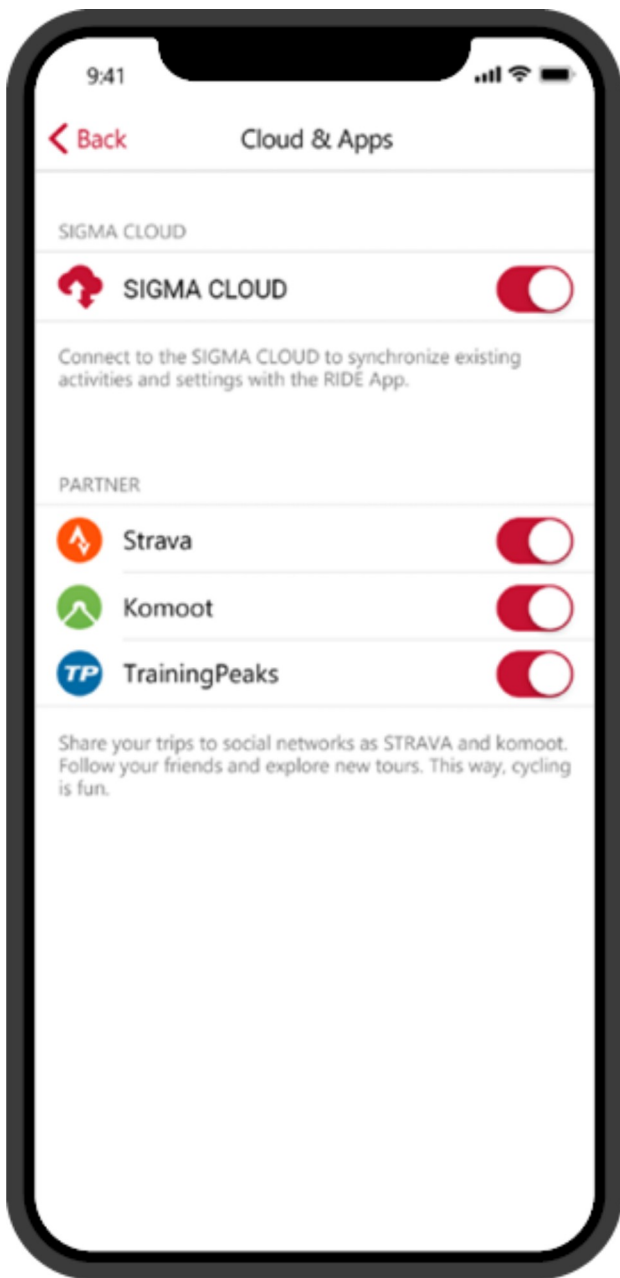 9:41
Back
Cloud & Apps
SIGMA CLOUD
SIGMA CLOUD
Connect to the SIGMA CLOUD to synchronize existing
activities and settings with the RIDE App.
PARTNER
Strava
Komoot
TP TrainingPeaks
Share your trips to social networks as STRAVA and komoot.
Follow your friends and explore new tours. This way, cycling
is fun.